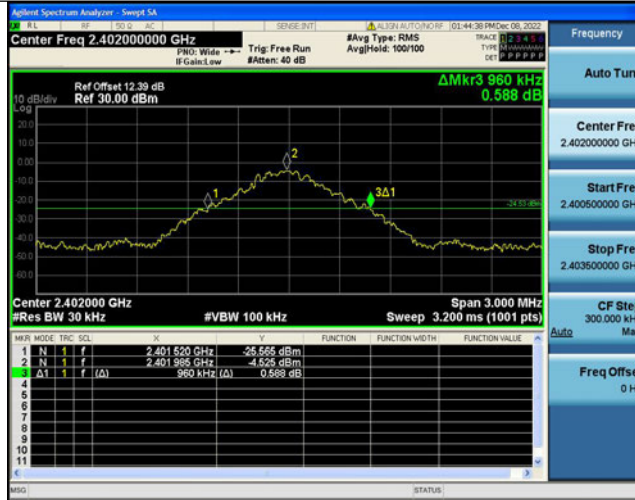 Agilent Spectrum Analyzer - Swept SA
RL RF 50 Ω AC SENSE:INT ALIGN AUTO/NO RF 01:44:38 PM Dec 08, 2022
Center Freq 2.402000000 GHz
PNO: Wide
IFGain:Low
Trig: Free Run
#Atten: 40 dB
#Avg Type: RMS
Avg|Hold: 100/100
TRACE 1 2 3 4 5 6
TYPE M
DET P P P P P P
Ref Offset 12.39 dB
Ref 30.00 dBm
ΔMkr3 960 kHz
0.588 dB
10 dB/div
Log
20.0
10.0
0.00
-10.0
-20.0
-30.0
-40.0
-50.0
-60.0
1
2
3Δ1
-24.53 dBm
Center 2.402000 GHz
#Res BW 30 kHz
#VBW 100 kHz
Span 3.000 MHz
Sweep 3.200 ms (1001 pts)
MKR MODE TRC SCL X Y FUNCTION FUNCTION WIDTH FUNCTION VALUE
1 N 1 f 2.401 520 GHz -25.565 dBm
2 N 1 f 2.401 985 GHz -4.525 dBm
3 Δ1 1 f (Δ) 960 kHz (Δ) 0.588 dB
4
5
6
7
8
9
10
11
MSG STATUS
Frequency
Auto Tun
Center Fre
2.402000000 GH
Start Fre
2.400500000 GH
Stop Fre
2.403500000 GH
CF Ste
300.000 kH
Auto Ma
Freq Offse
0 H